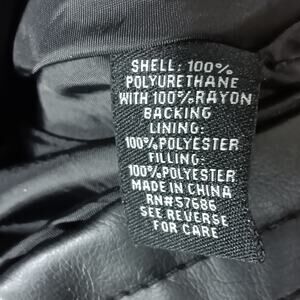 SHELL: 100%
POLYURETHANE
WITH 100% RAYON
BACKING
LINING:
100% POLYESTER
FILLING:
100% POLYESTER
MADE IN CHINA
RN#57686
SEE REVERSE
FOR CARE